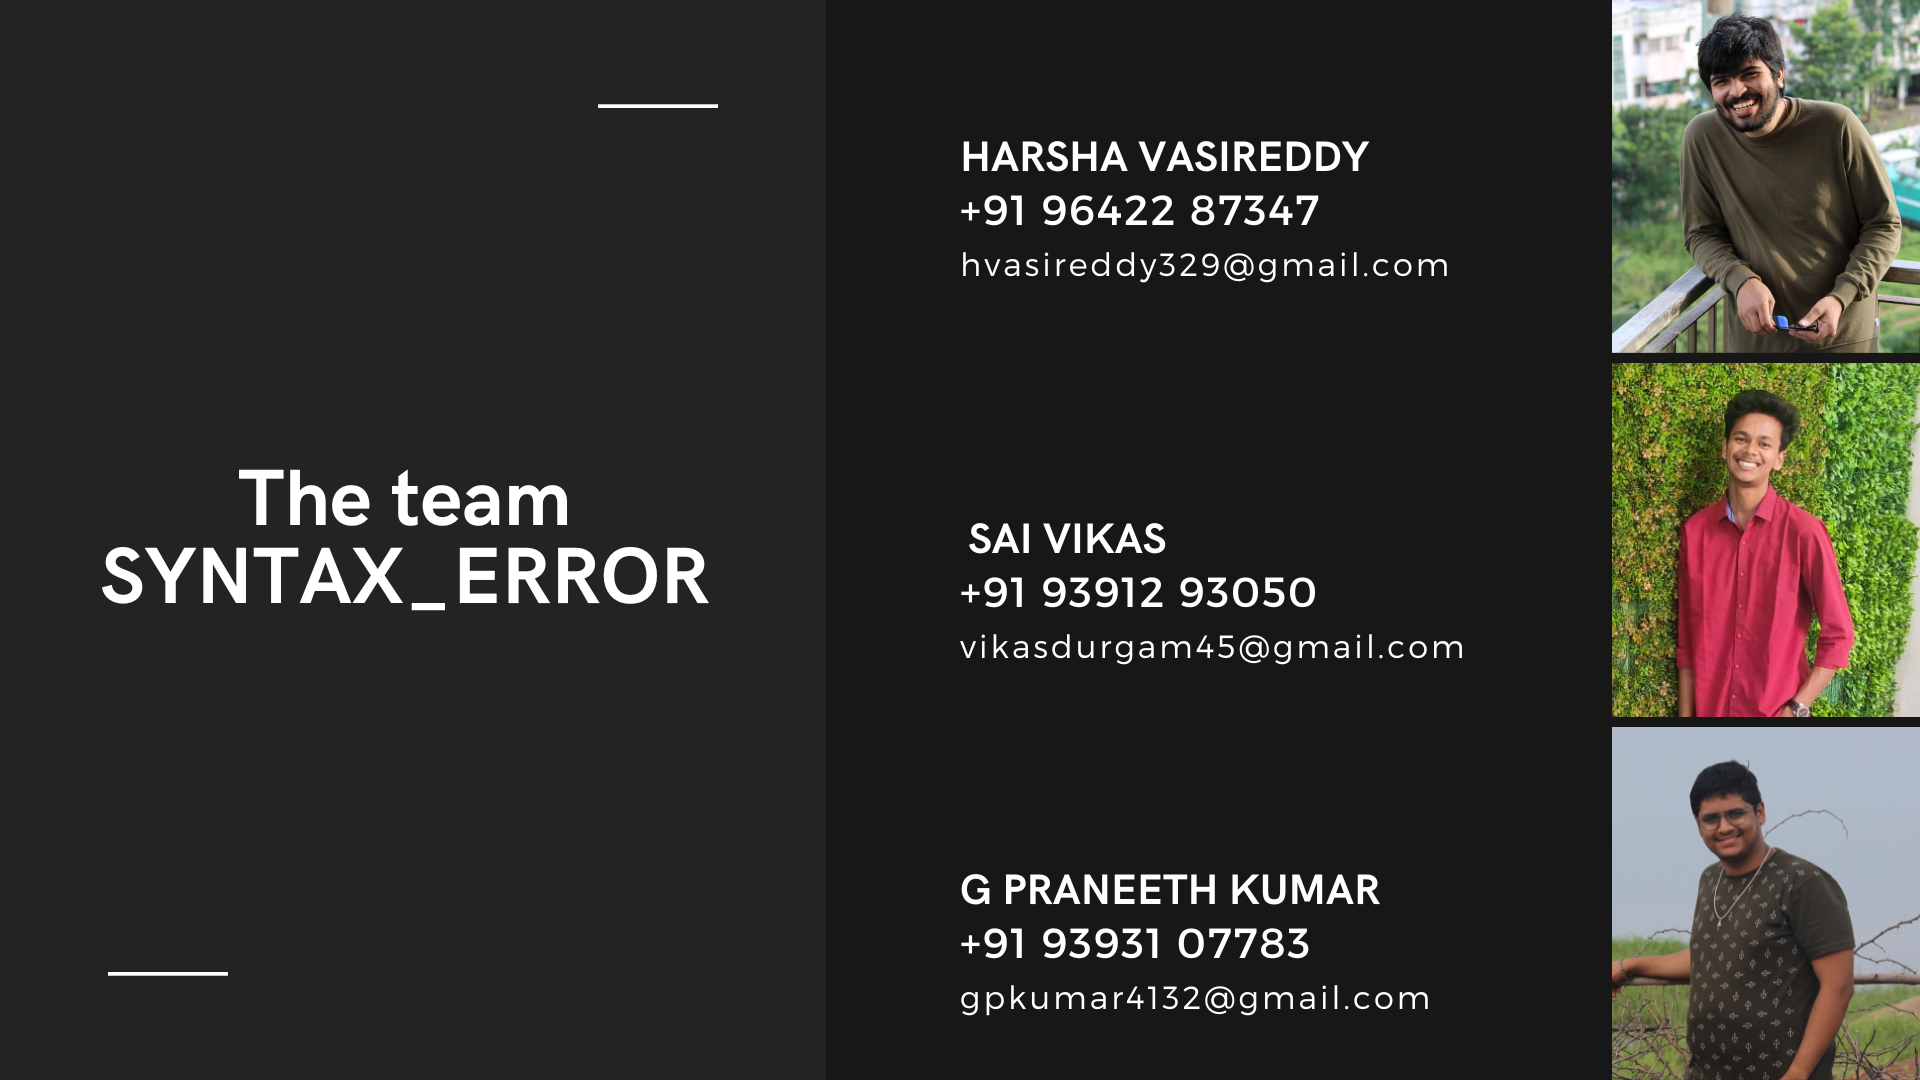 The team
SYNTAX_ERROR
HARSHA VASIREDDY
+91 96422 87347
hvasireddy329@gmail.com
SAI VIKAS
+91 93912 93050
vikasdurgam45@gmail.com
G PRANEETH KUMAR
+91 93931 07783
gpkumar4132@gmail.com